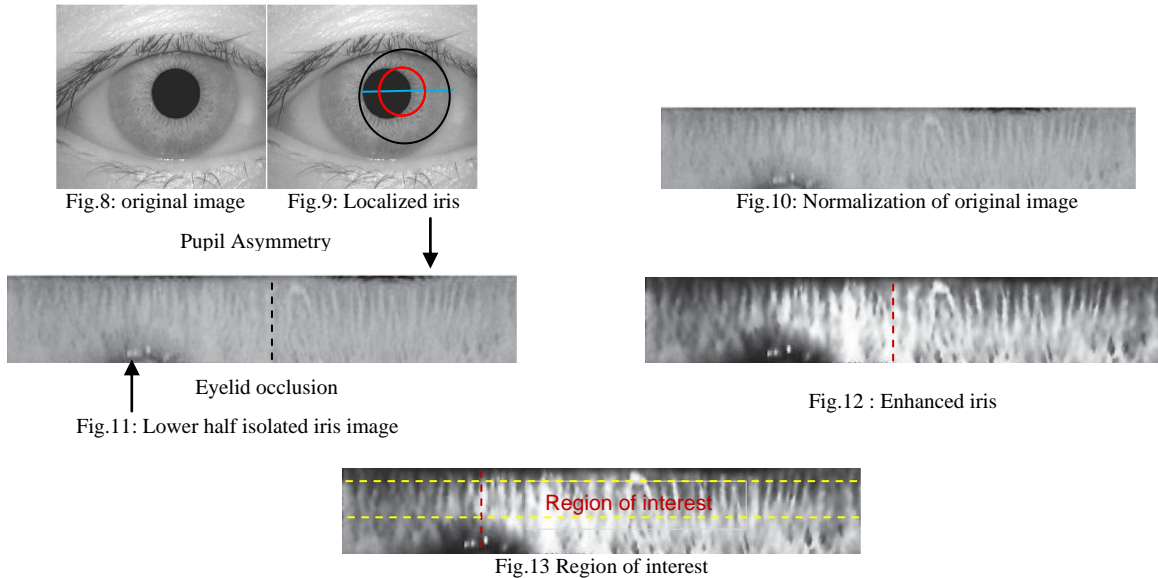 Fig.8: original image
Fig.9: Localized iris
Fig.10: Normalization of original image
Pupil Asymmetry
Eyelid occlusion
Fig.11: Lower half isolated iris image
Fig.12 : Enhanced iris
Region of interest
Fig.13 Region of interest